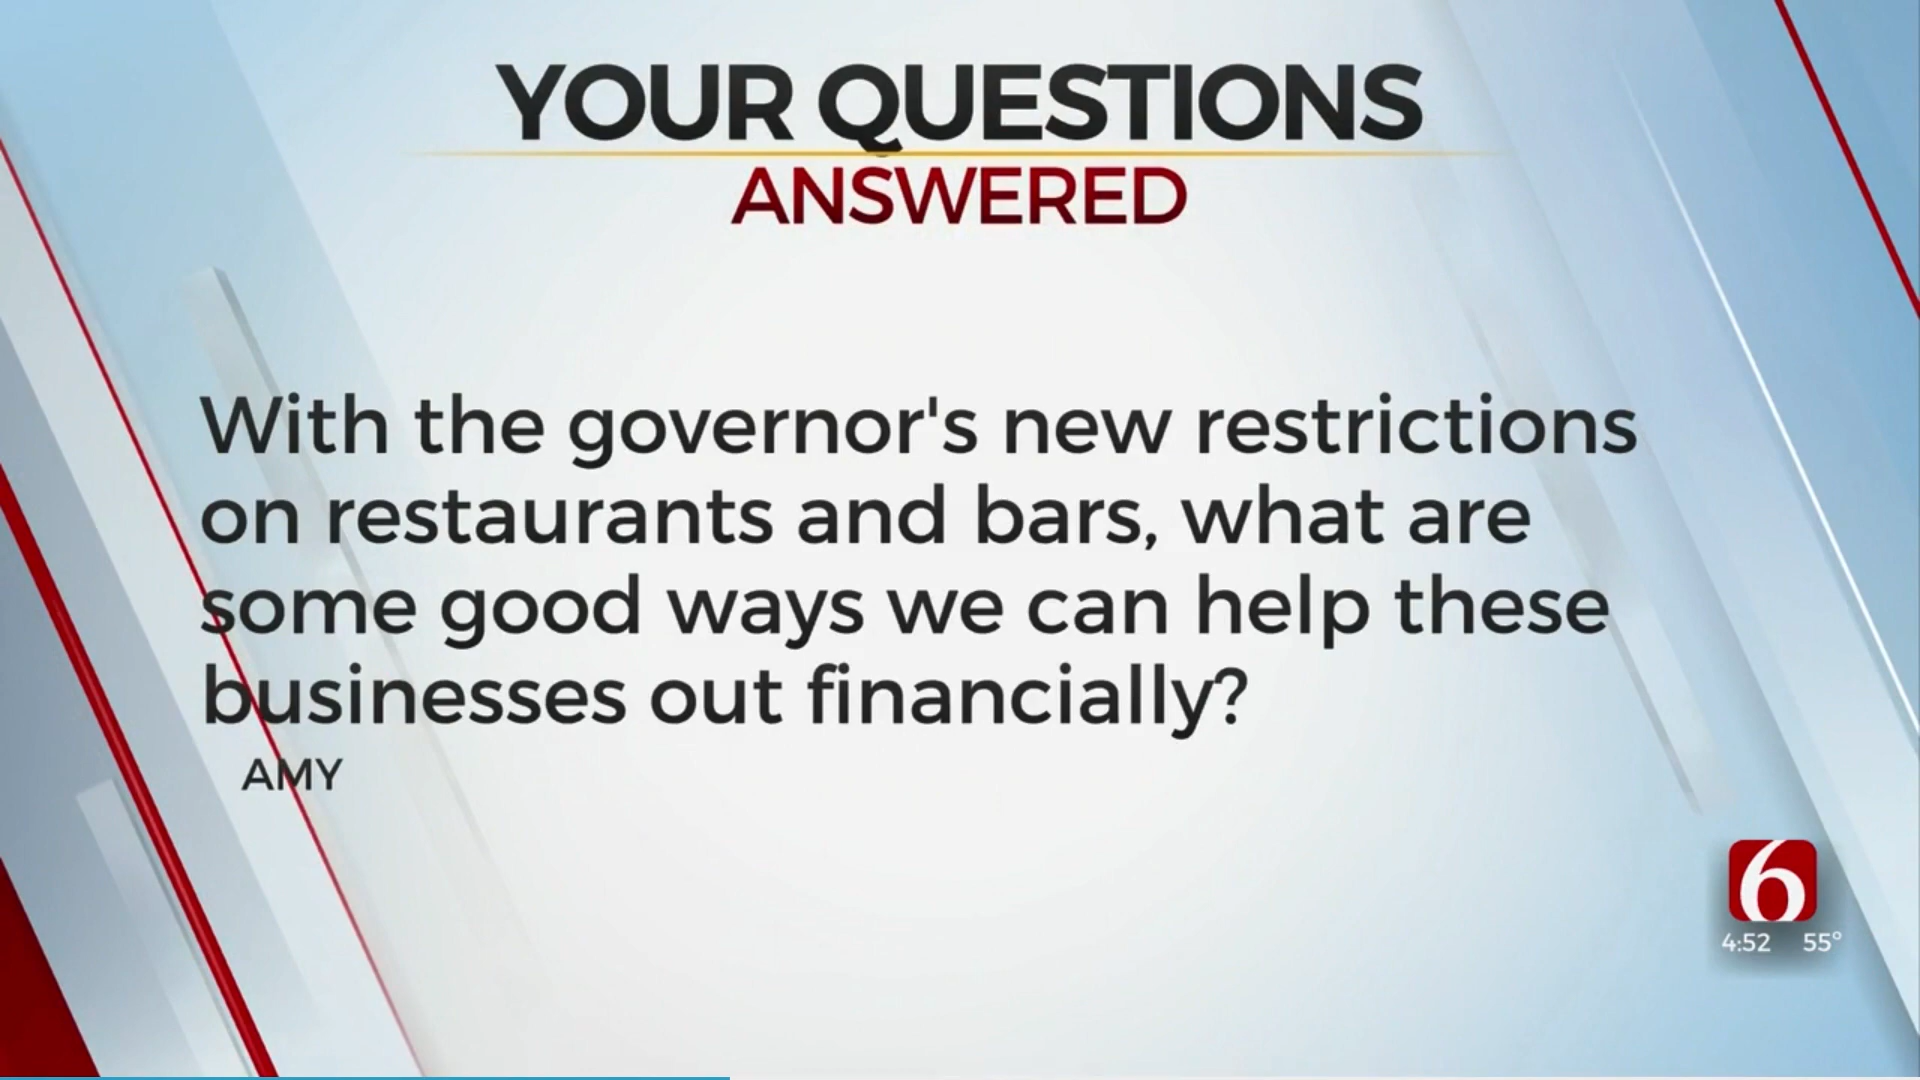 YOUR QUESTIONS
ANSWERED
With the governor's new restrictions
on restaurants and bars, what are
some good ways we can help these
businesses out financially?
AMY
6
4:52 55°